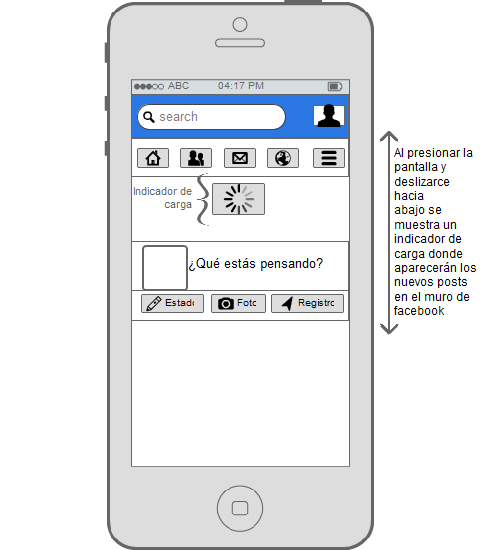 ABC 04:17 PM
search
Indicador de
carga
¿Qué estás pensando?
Estado Foto Registro
Al presionar la
pantalla y
deslizarce
hacia
abajo se
muestra un
indicador de
carga donde
aparecerán los
nuevos posts
en el muro de
facebook